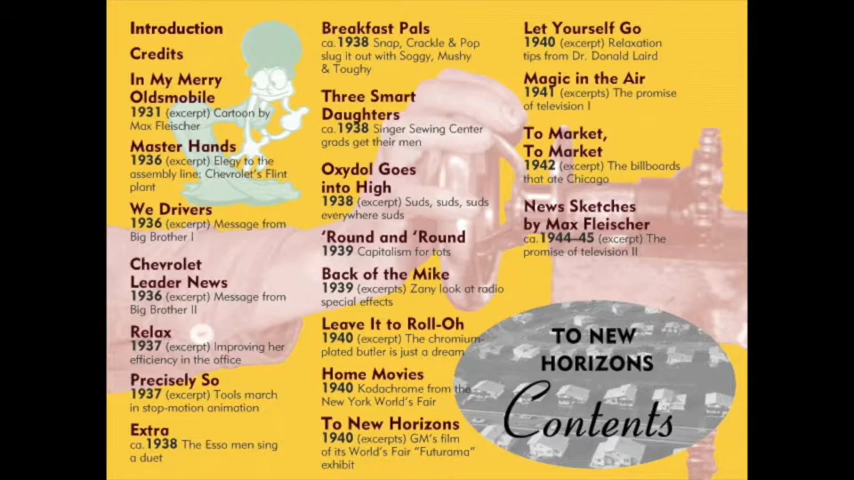 Introduction
Credits
In My Merry
Oldsmobile
1931 (excerpt) Cartoon by
Max Fleischer
Master Hands
1936 (excerpt) Elegy to the
assembly line: Chevrolet's Flint
plant
We Drivers
1936 (excerpt) Message from
Big Brother I
Chevrolet
Leader News
1936 (excerpt) Message from
Big Brother II
Relax
1937 (excerpt) Improving her
efficiency in the office
Precisely So
1937 (excerpt) Tools march
in stop-motion animation
Extra
ca. 1938 The Esso men sing
a duet
Breakfast Pals
ca. 1938 Snap, Crackle & Pop
slug it out with Soggy, Mushy
& Toughy
Three Smart
Daughters
ca. 1938 Singer Sewing Center
grads get their men
Oxydol Goes
into High
1938 (excerpt) Suds, suds, suds
everywhere suds
'Round and 'Round
1939 Capitalism for tots
Back of the Mike
1939 (excerpts) Zany look at radio
special effects
Leave It to Roll-Oh
1940 (excerpt) The chromium-
plated butler is just a dream
Home Movies
1940 Kodachrome from the
New York World's Fair
To New Horizons
1940 (excerpts) GM's film
of its World's Fair "Futurama"
exhibit
Let Yourself Go
1940 (excerpt) Relaxation
tips from Dr. Donald Laird
Magic in the Air
1941 (excerpts) The promise
of television I
To Market,
To Market
1942 (excerpt) The billboards
that ate Chicago
News Sketches
by Max Fleischer
ca. 1944-45 (excerpt) The
promise of television II
TO NEW
HORIZONS
Contents